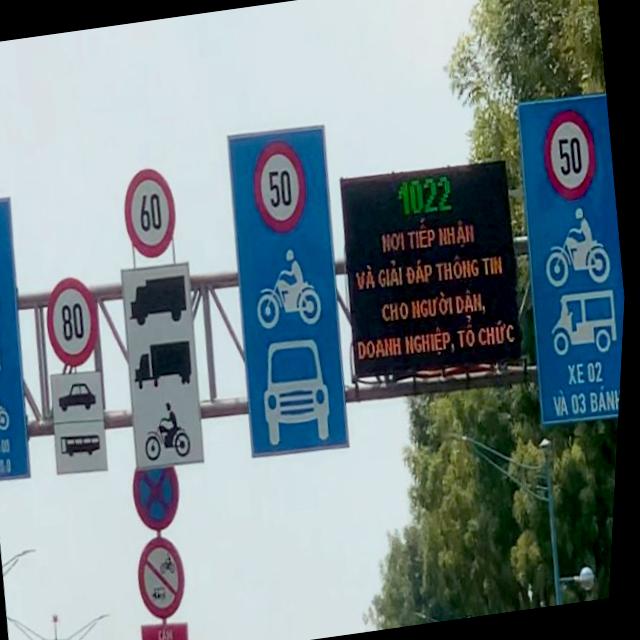 60
80
50
1022
NƠI TIẾP NHẬN
VÀ GIẢI ĐÁP THÔNG TIN
CHO NGƯỜI DÂN,
DOANH NGHIỆP, TỔ CHỨC
50
XE 02
VÀ 03 BÁNH
CẤM